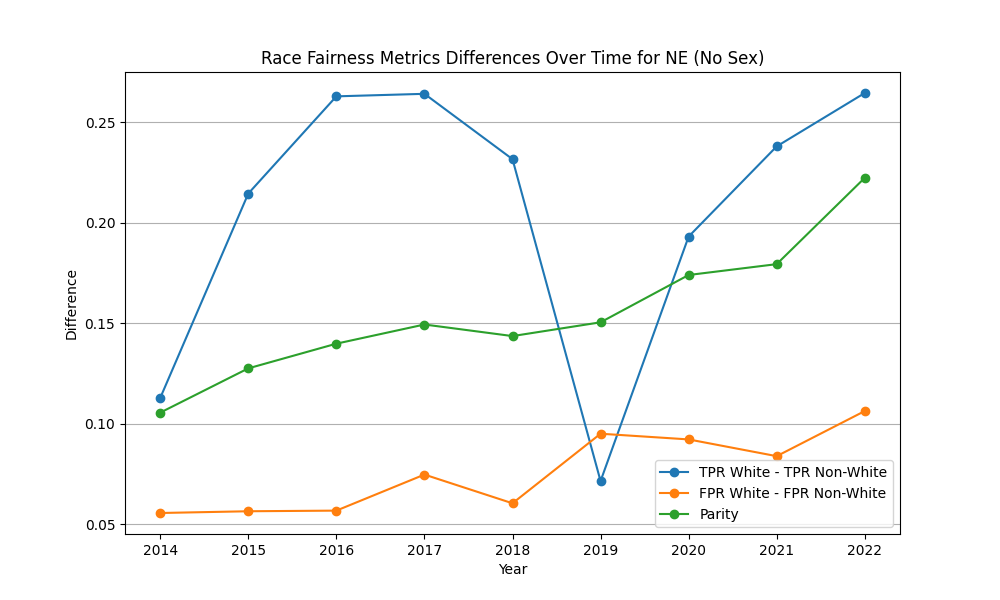 Race Fairness Metrics Differences Over Time for NE (No Sex)
Difference
0.25
0.20
0.15
0.10
0.05
TPR White - TPR Non-White
FPR White - FPR Non-White
Parity
2014 2015 2016 2017 2018 2019 2020 2021 2022
Year